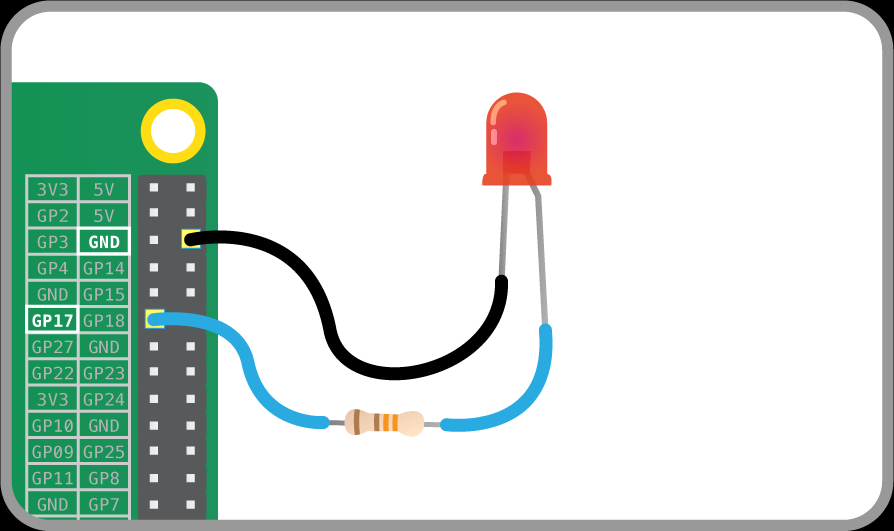 3V3 5V
GP2 5V
GP3 GND
GP4 GP14
GND GP15
GP17 GP18
GP27 GND
GP22 GP23
3V3 GP24
GP10 GND
GP09 GP25
GP11 GP8
GND GP7